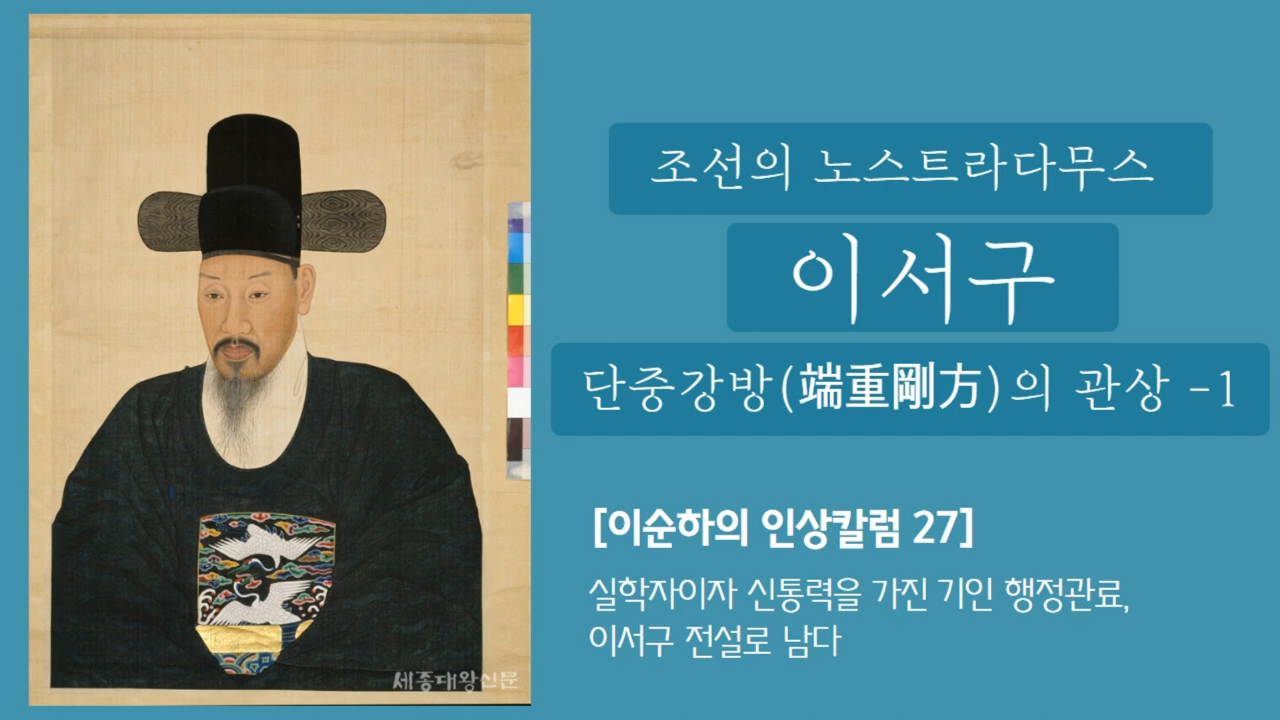 조선의 노스트라다무스
이서구
단중강방(端重剛方)의 관상 -1
[이순하의 인상칼럼 27]
실학자이자 신통력을 가진 기인 행정관료,
이서구 전설로 남다
세종대왕신문